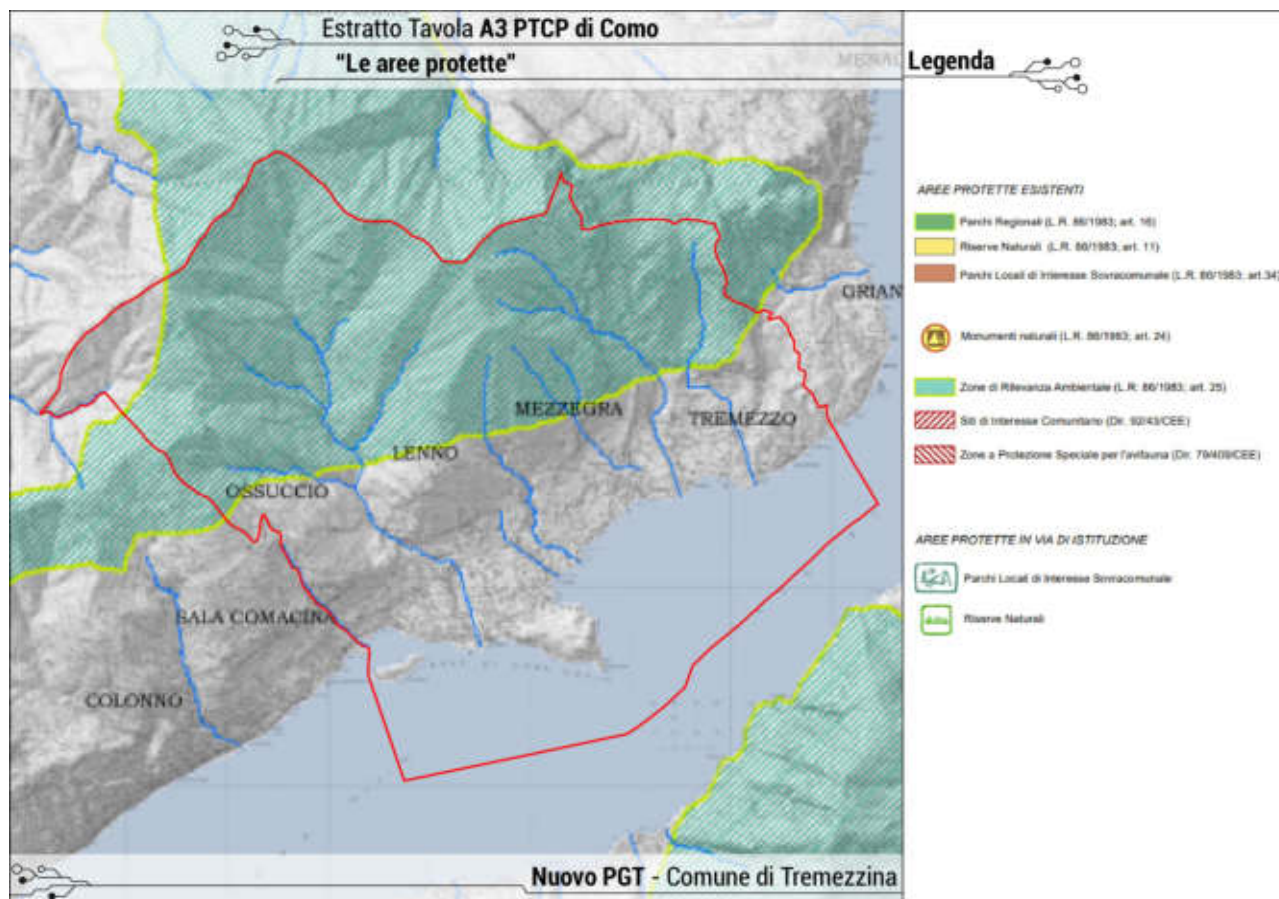 Estratto Tavola A3 PTCP di Como
"Le aree protette"
Legenda
AREE PROTETTE ESISTENTI
Parchi Regionali (L.R. 86/1983; art. 16)
Riserve Naturali (L.R. 86/1983; art. 11)
Parchi Locali di Interesse Sovracomunale (L.R. 86/1983; art.34)
Monumenti naturali (L.R. 86/1983; art. 24)
Zone di Rilevanza Ambientale (L.R. 86/1983; art. 25)
Siti di Interesse Comunitario (Dir. 92/43/CEE)
Zone a Protezione Speciale per l'avifauna (Dir. 79/409/CEE)
AREE PROTETTE IN VIA DI ISTITUZIONE
Parchi Locali di Interesse Sovracomunale
Riserve Naturali
GRIAN
MEZZEGRA
TREMEZZO
LENNO
OSSUCCIO
SALA COMACINA
COLONNO
Nuovo PGT - Comune di Tremezzina